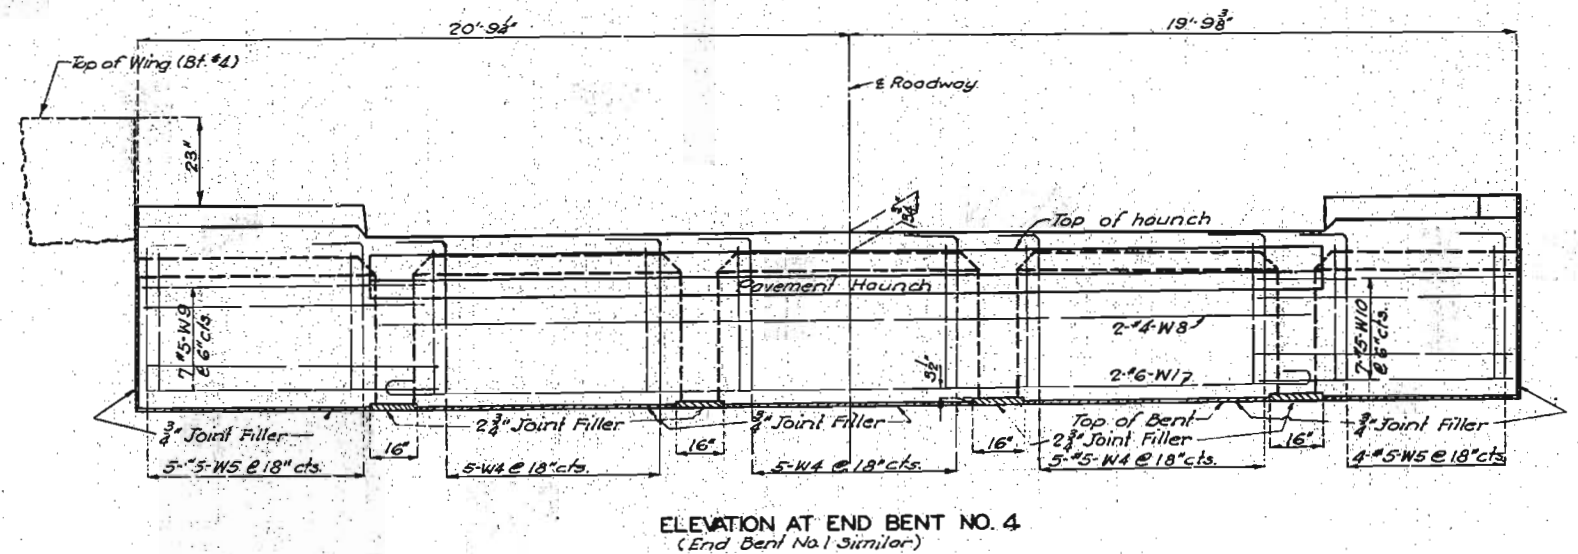 20'-9¼"
19'-9⅜"
Top of Wing (Bt. #4)
℄ Roadway
23"
Top of haunch
Pavement Haunch
7-#5-W9
@ 6" cts.
2-#4-W8
7-#5-W10
@ 6" cts.
2-#6-W17
¾" Joint Filler
2¾" Joint Filler
¾" Joint Filler
Top of Bent
2¾" Joint Filler
¾" Joint Filler
16"
16"
16"
16"
5-#5-W5 @ 18" cts.
5-W4 @ 18" cts.
5-W4 @ 18" cts.
5-#5-W4 @ 18" cts.
4-#5-W5 @ 18" cts.
ELEVATION AT END BENT NO. 4
(End Bent No. 1 Similar)